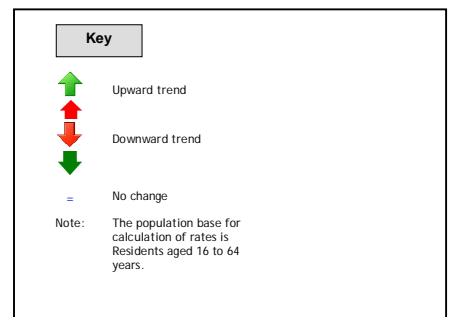 Key
Upward trend
Downward trend
= No change
Note: The population base for
calculation of rates is
Residents aged 16 to 64
years.